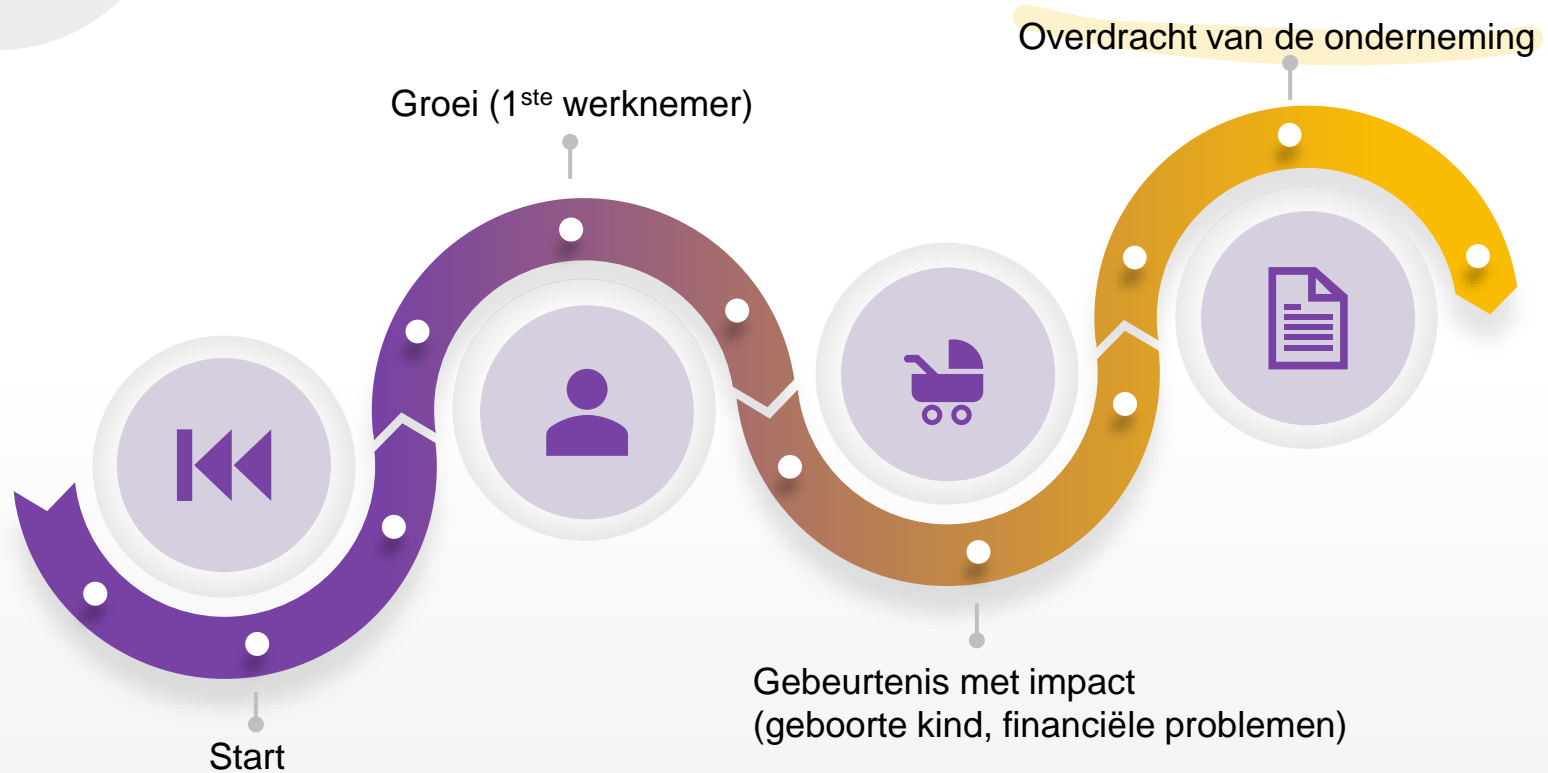 Start
Groei (1ste werknemer)
Gebeurtenis met impact
(geboorte kind, financiële problemen)
Overdracht van de onderneming